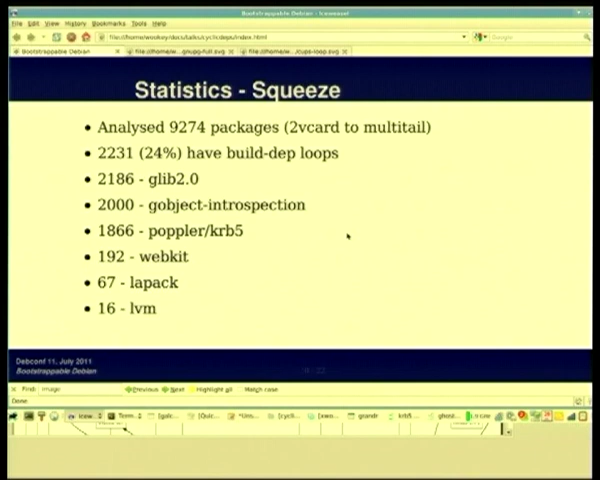 Bootstrappable Debian - Iceweasel
File Edit View History Bookmarks Tools Help
Bootstrappable Debian
Statistics - Squeeze
• Analysed 9274 packages (2vcard to multitail)
• 2231 (24%) have build-dep loops
• 2186 - glib2.0
• 2000 - gobject-introspection
• 1866 - poppler/krb5
• 192 - webkit
• 67 - lapack
• 16 - lvm
Debconf 11, July 2011
Bootstrappable Debian
Find: image Previous Next Highlight all Match case
Done